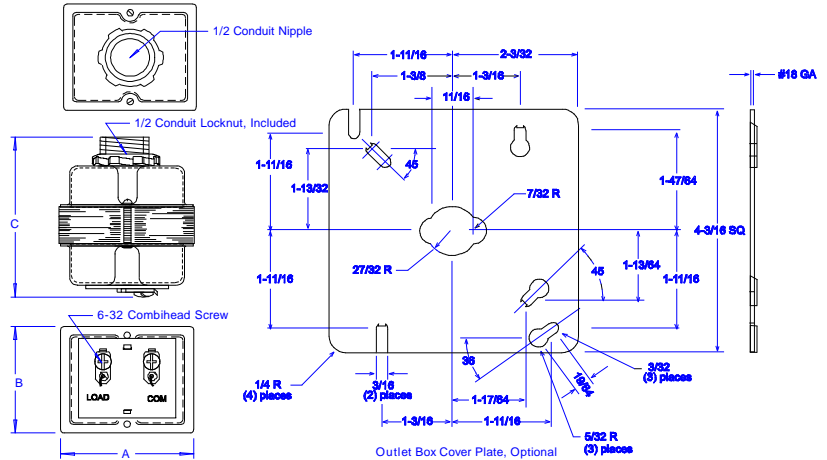 1/2 Conduit Nipple
1-11/16
2-3/32
1-3/8
1-3/16
#18 GA
11/16
1/2 Conduit Locknut, Included
45
1-11/16
1-13/32
1-47/64
7/32 R
C
4-3/16 SQ
1-11/16
27/32 R
45
1-13/64
1-11/16
6-32 Combihead Screw
B
LOAD
COM
36
3/32
(3) places
19/64
1/4 R
(4) places
3/16
(2) places
1-17/64
1-3/16
1-11/16
5/32 R
(3) places
A
Outlet Box Cover Plate, Optional